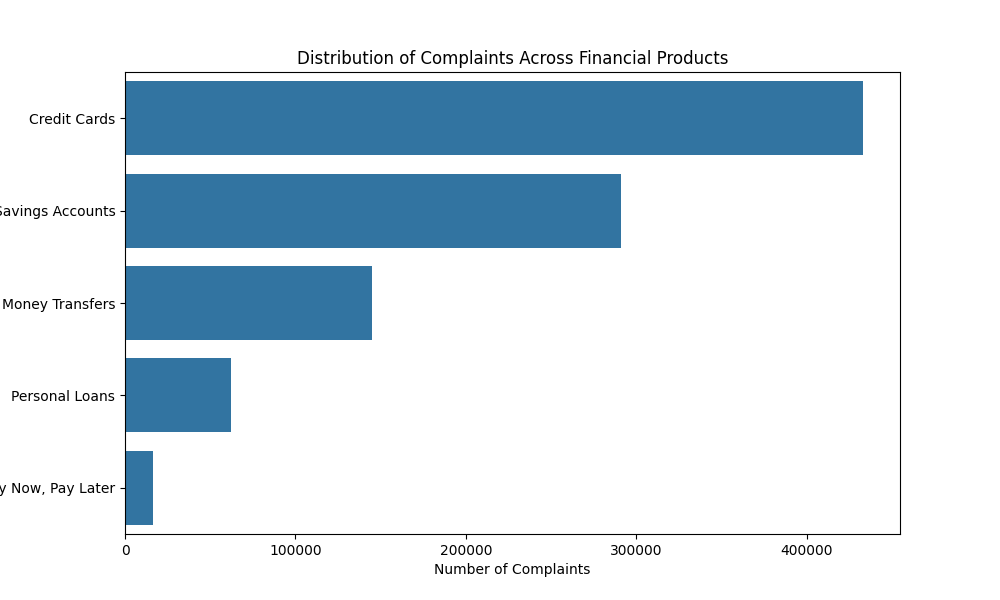 Distribution of Complaints Across Financial Products
Credit Cards
Savings Accounts
Money Transfers
Personal Loans
Now, Pay Later
0
100000
200000
300000
400000
Number of Complaints